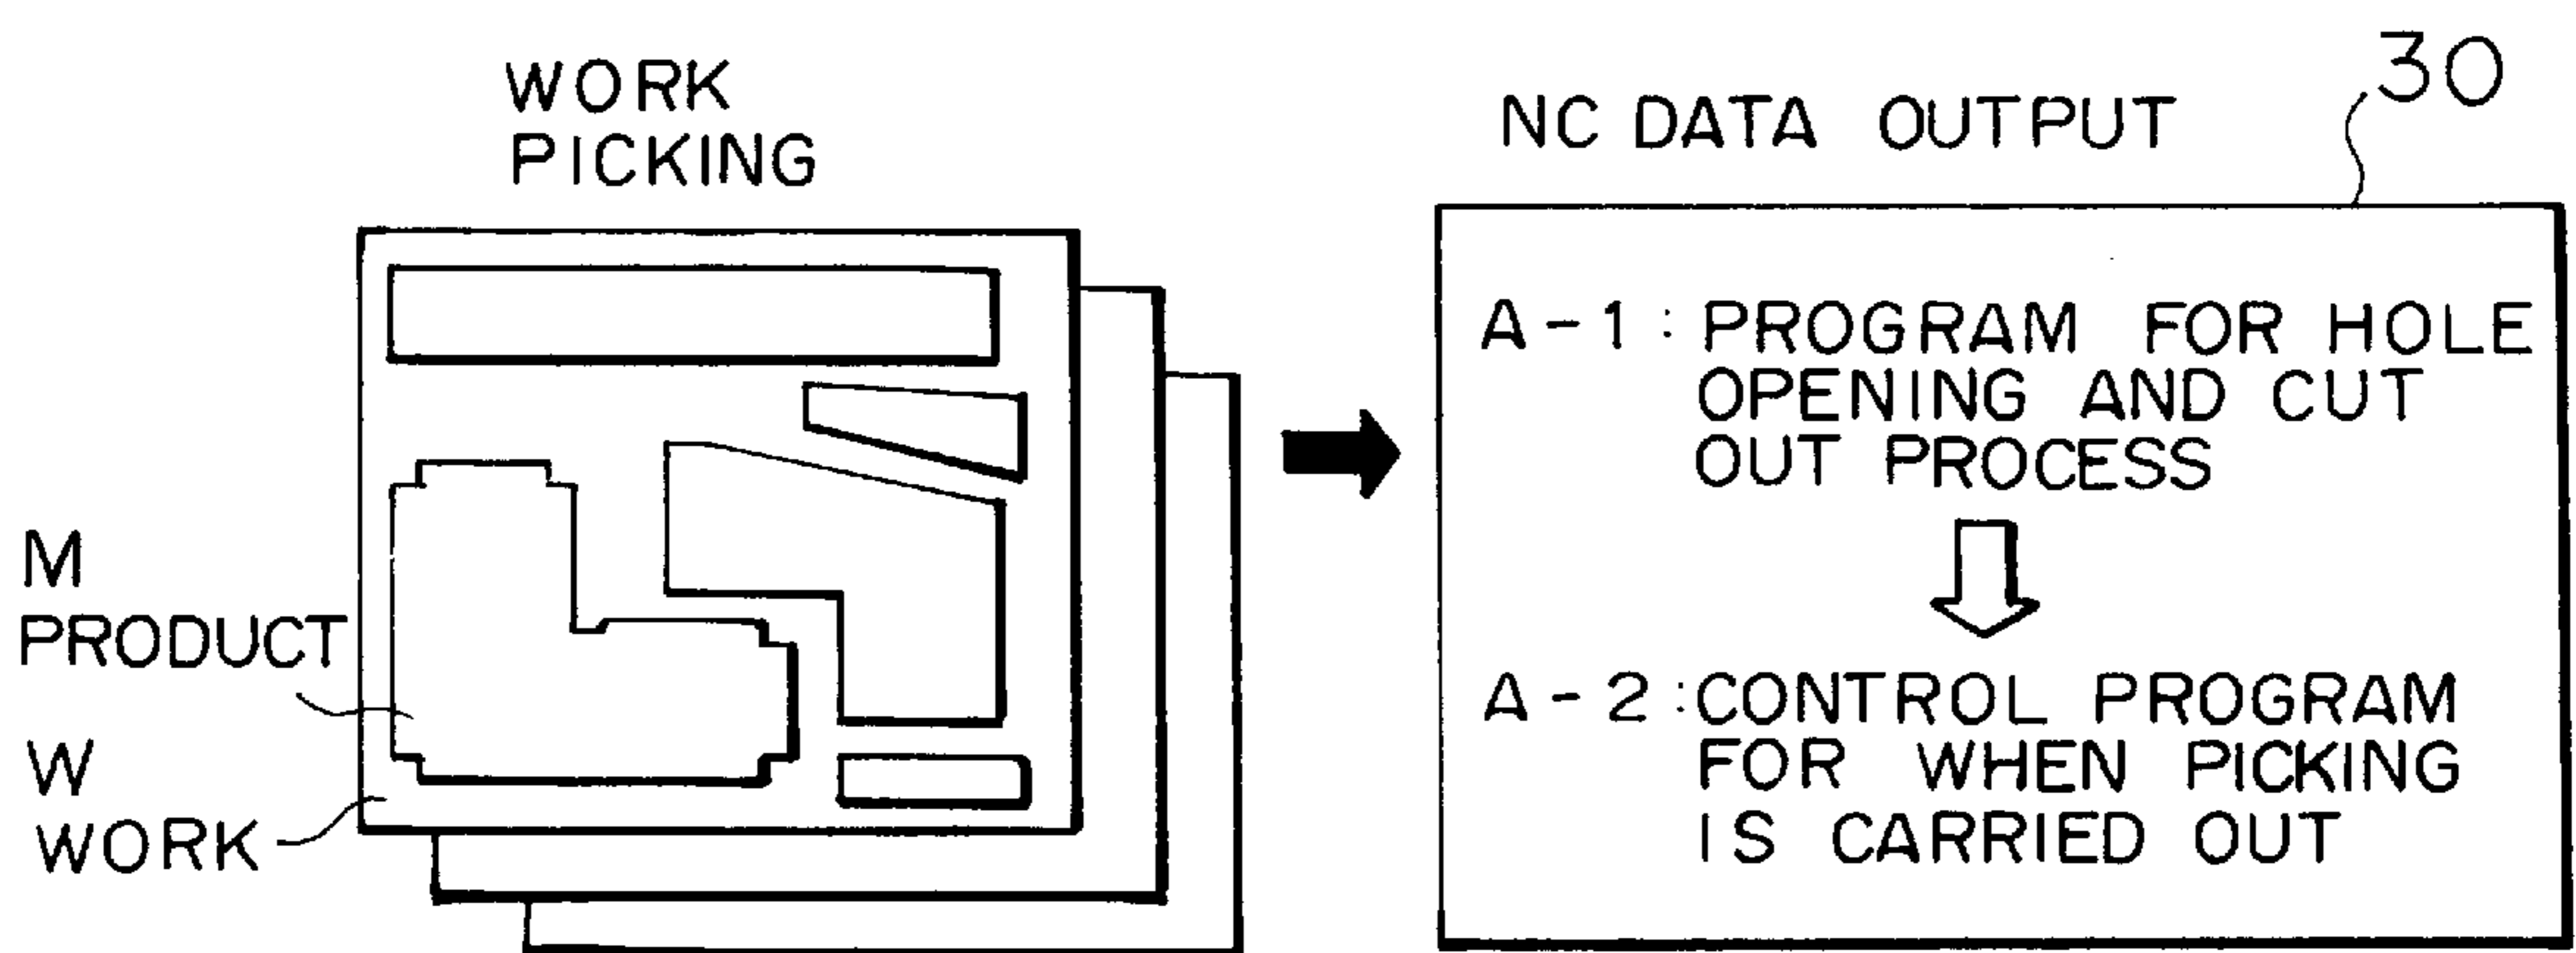 WORK
PICKING
M
PRODUCT
W
WORK
30
NC DATA OUTPUT
A-1: PROGRAM FOR HOLE
OPENING AND CUT
OUT PROCESS
A-2: CONTROL PROGRAM
FOR WHEN PICKING
IS CARRIED OUT